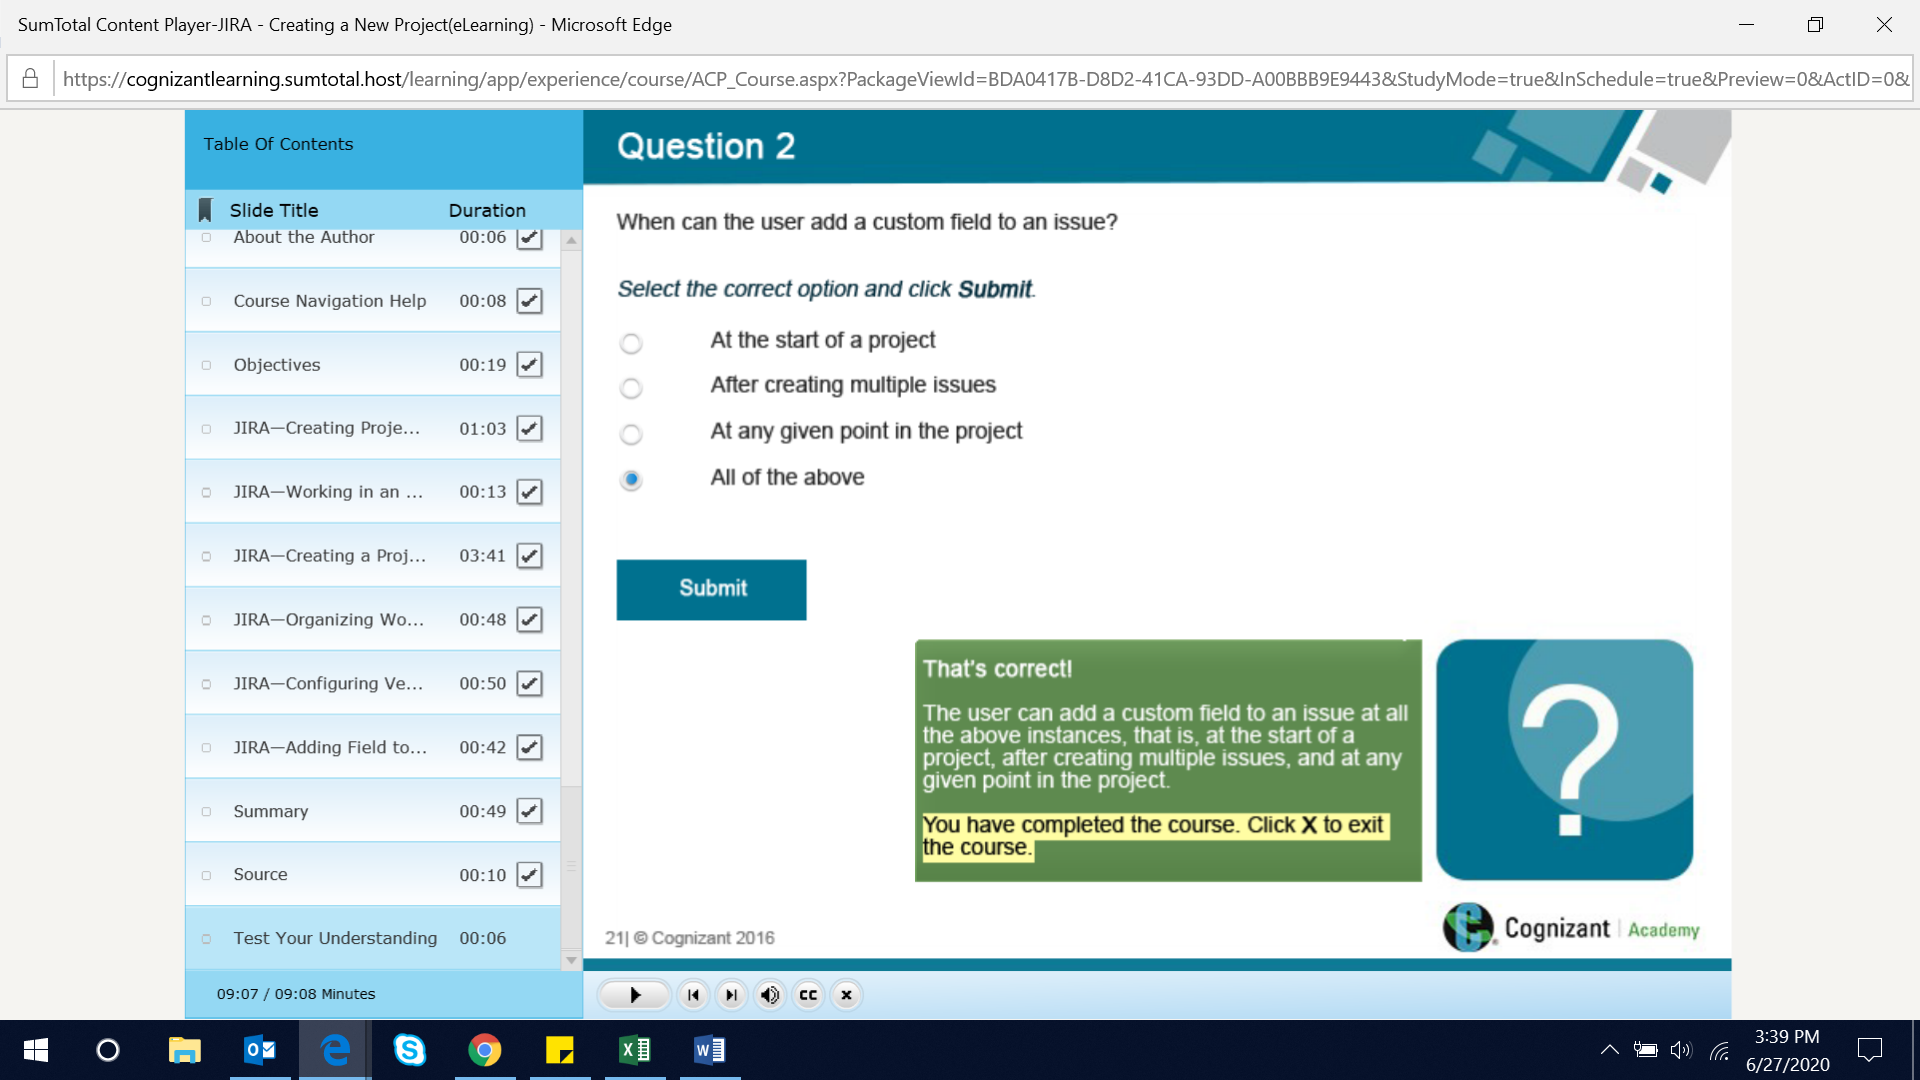 SumTotal Content Player-JIRA - Creating a New Project(eLearning) - Microsoft Edge
https://cognizantlearning.sumtotal.host/learning/app/experience/course/ACP_Course.aspx?PackageViewId=BDA0417B-D8D2-41CA-93DD-A00BBB9E9443&StudyMode=true&InSchedule=true&Preview=0&ActID=0&
Table Of Contents
Slide Title Duration
About the Author 00:06
Course Navigation Help 00:08
Objectives 00:19
JIRA—Creating Proje... 01:03
JIRA—Working in an ... 00:13
JIRA—Creating a Proj... 03:41
JIRA—Organizing Wo... 00:48
JIRA—Configuring Ve... 00:50
JIRA—Adding Field to... 00:42
Summary 00:49
Source 00:10
Test Your Understanding 00:06
09:07 / 09:08 Minutes
Question 2
When can the user add a custom field to an issue?
Select the correct option and click Submit.
At the start of a project
After creating multiple issues
At any given point in the project
All of the above
Submit
That's correct!
The user can add a custom field to an issue at all
the above instances, that is, at the start of a
project, after creating multiple issues, and at any
given point in the project.
You have completed the course. Click X to exit
the course.
?
21| © Cognizant 2016
Cognizant | Academy
CC
3:39 PM
6/27/2020